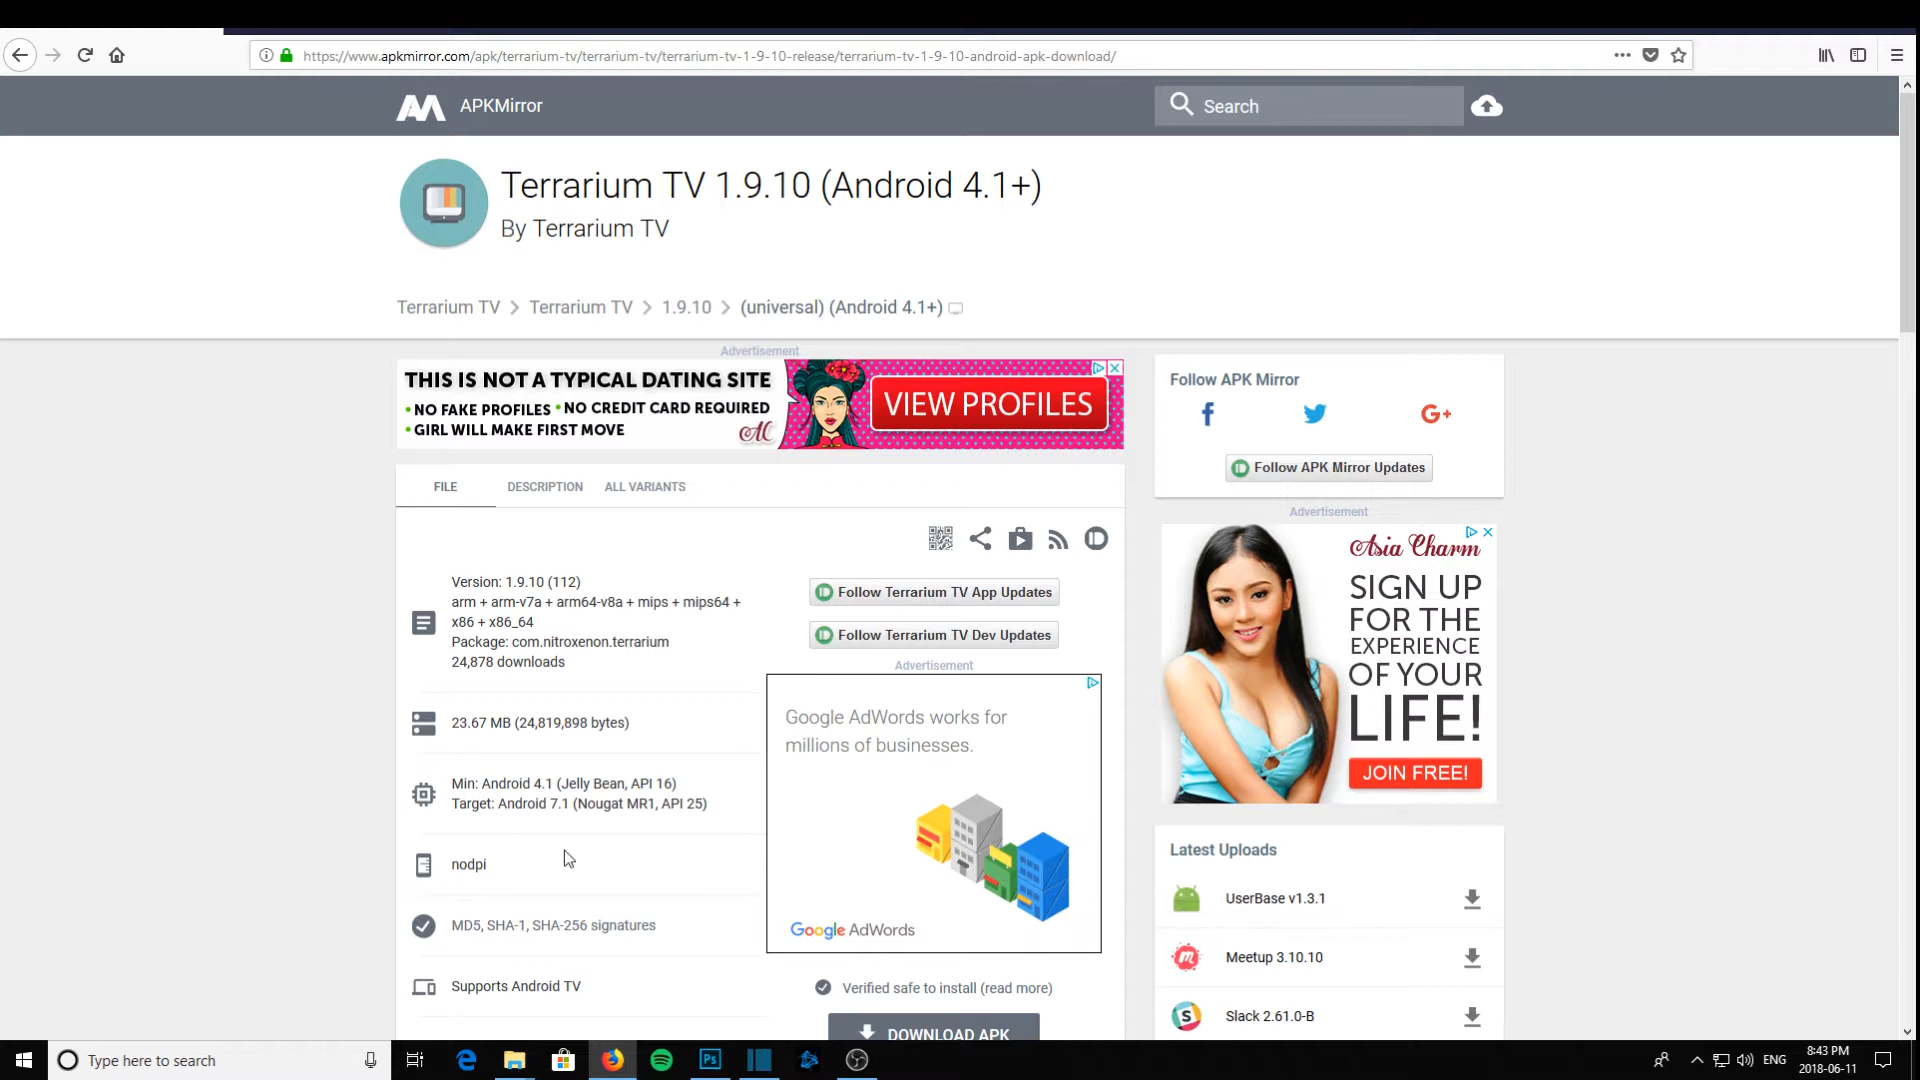 https://www.apkmirror.com/apk/terrarium-tv/terrarium-tv/terrarium-tv-1-9-10-release/terrarium-tv-1-9-10-android-apk-download/
APKMirror
Search
Terrarium TV 1.9.10 (Android 4.1+)
By Terrarium TV
Terrarium TV > Terrarium TV > 1.9.10 > (universal) (Android 4.1+)
Advertisement
THIS IS NOT A TYPICAL DATING SITE
• NO FAKE PROFILES • NO CREDIT CARD REQUIRED
• GIRL WILL MAKE FIRST MOVE
AC
VIEW PROFILES
FILE
DESCRIPTION
ALL VARIANTS
Version: 1.9.10 (112)
arm + arm-v7a + arm64-v8a + mips + mips64 +
x86 + x86_64
Package: com.nitroxenon.terrarium
24,878 downloads
23.67 MB (24,819,898 bytes)
Min: Android 4.1 (Jelly Bean, API 16)
Target: Android 7.1 (Nougat MR1, API 25)
nodpi
MD5, SHA-1, SHA-256 signatures
Supports Android TV
Follow Terrarium TV App Updates
Follow Terrarium TV Dev Updates
Advertisement
Google AdWords works for
millions of businesses.
Google AdWords
Verified safe to install (read more)
DOWNLOAD APK
Follow APK Mirror
f
G+
Follow APK Mirror Updates
Advertisement
Asia Charm
SIGN UP
FOR THE
EXPERIENCE
OF YOUR
LIFE!
JOIN FREE!
Latest Uploads
UserBase v1.3.1
Meetup 3.10.10
Slack 2.61.0-B
Type here to search
Ps
ENG
8:43 PM
2018-06-11